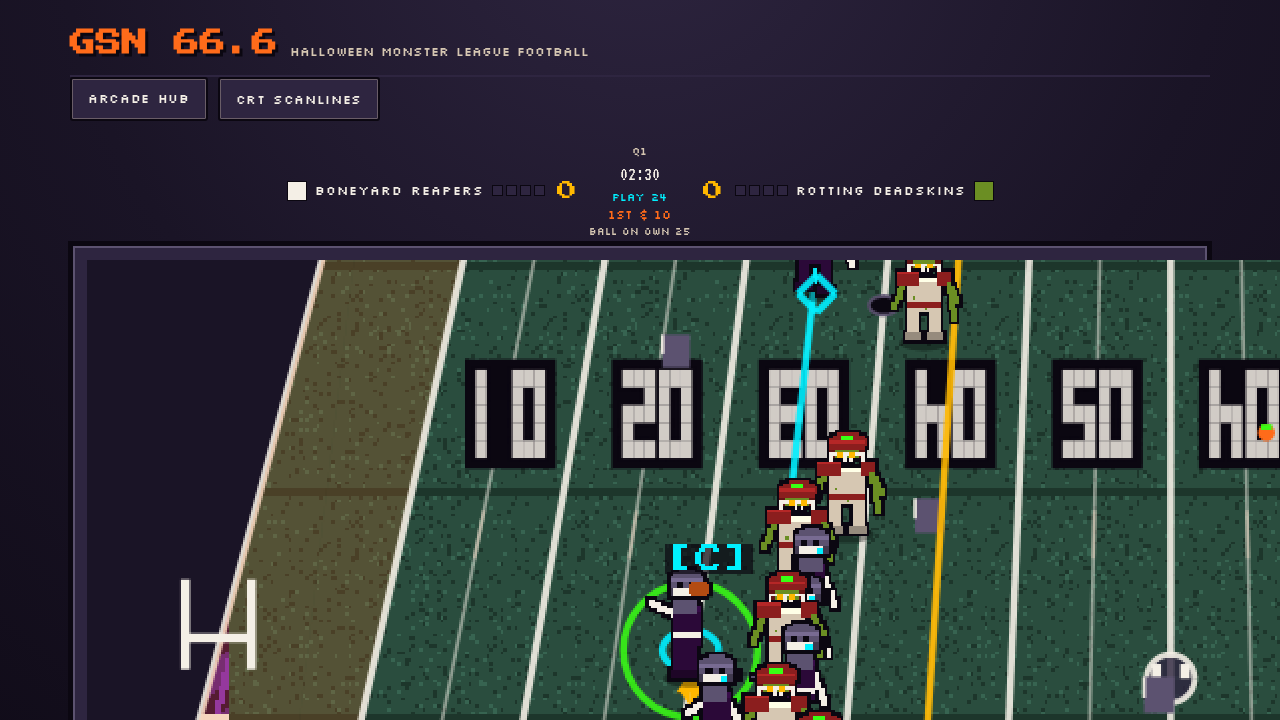 GSN 66.6 HALLOWEEN MONSTER LEAGUE FOOTBALL
ARCADE HUB CRT SCANLINES
Q1
02:30
BONEYARD REAPERS 0 0 ROTTING DEADSKINS
PLAY 24
1ST & 10
BALL ON OWN 25
10 20 30 40 50 40
[C]